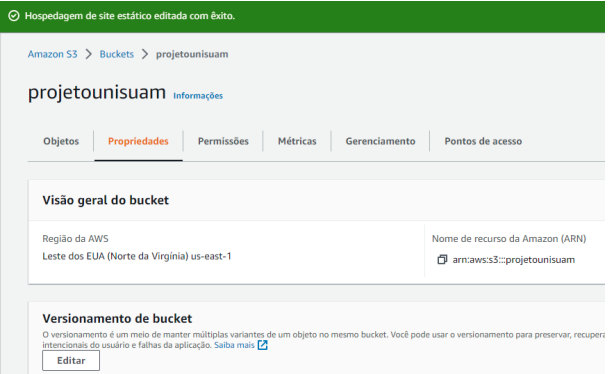 Hospedagem de site estático editada com êxito.
Amazon S3 > Buckets > projetounisuam
projetounisuam Informações
Objetos Propriedades Permissões Métricas Gerenciamento Pontos de acesso
Visão geral do bucket
Região da AWS Nome de recurso da Amazon (ARN)
Leste dos EUA (Norte da Virgínia) us-east-1 arn:aws:s3:::projetounisuam
Versionamento de bucket
O versionamento é um meio de manter múltiplas variantes de um objeto no mesmo bucket. Você pode usar o versionamento para preservar, recupera
intencionais do usuário e falhas da aplicação. Saiba mais
Editar